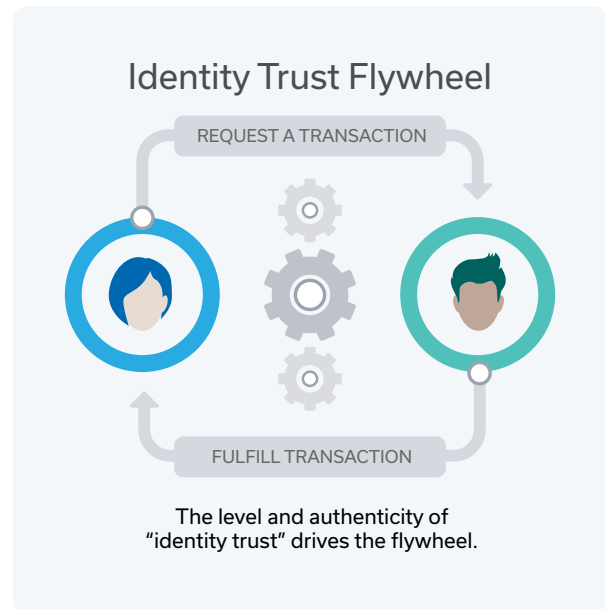 Identity Trust Flywheel
REQUEST A TRANSACTION
FULFILL TRANSACTION
The level and authenticity of
“identity trust” drives the flywheel.